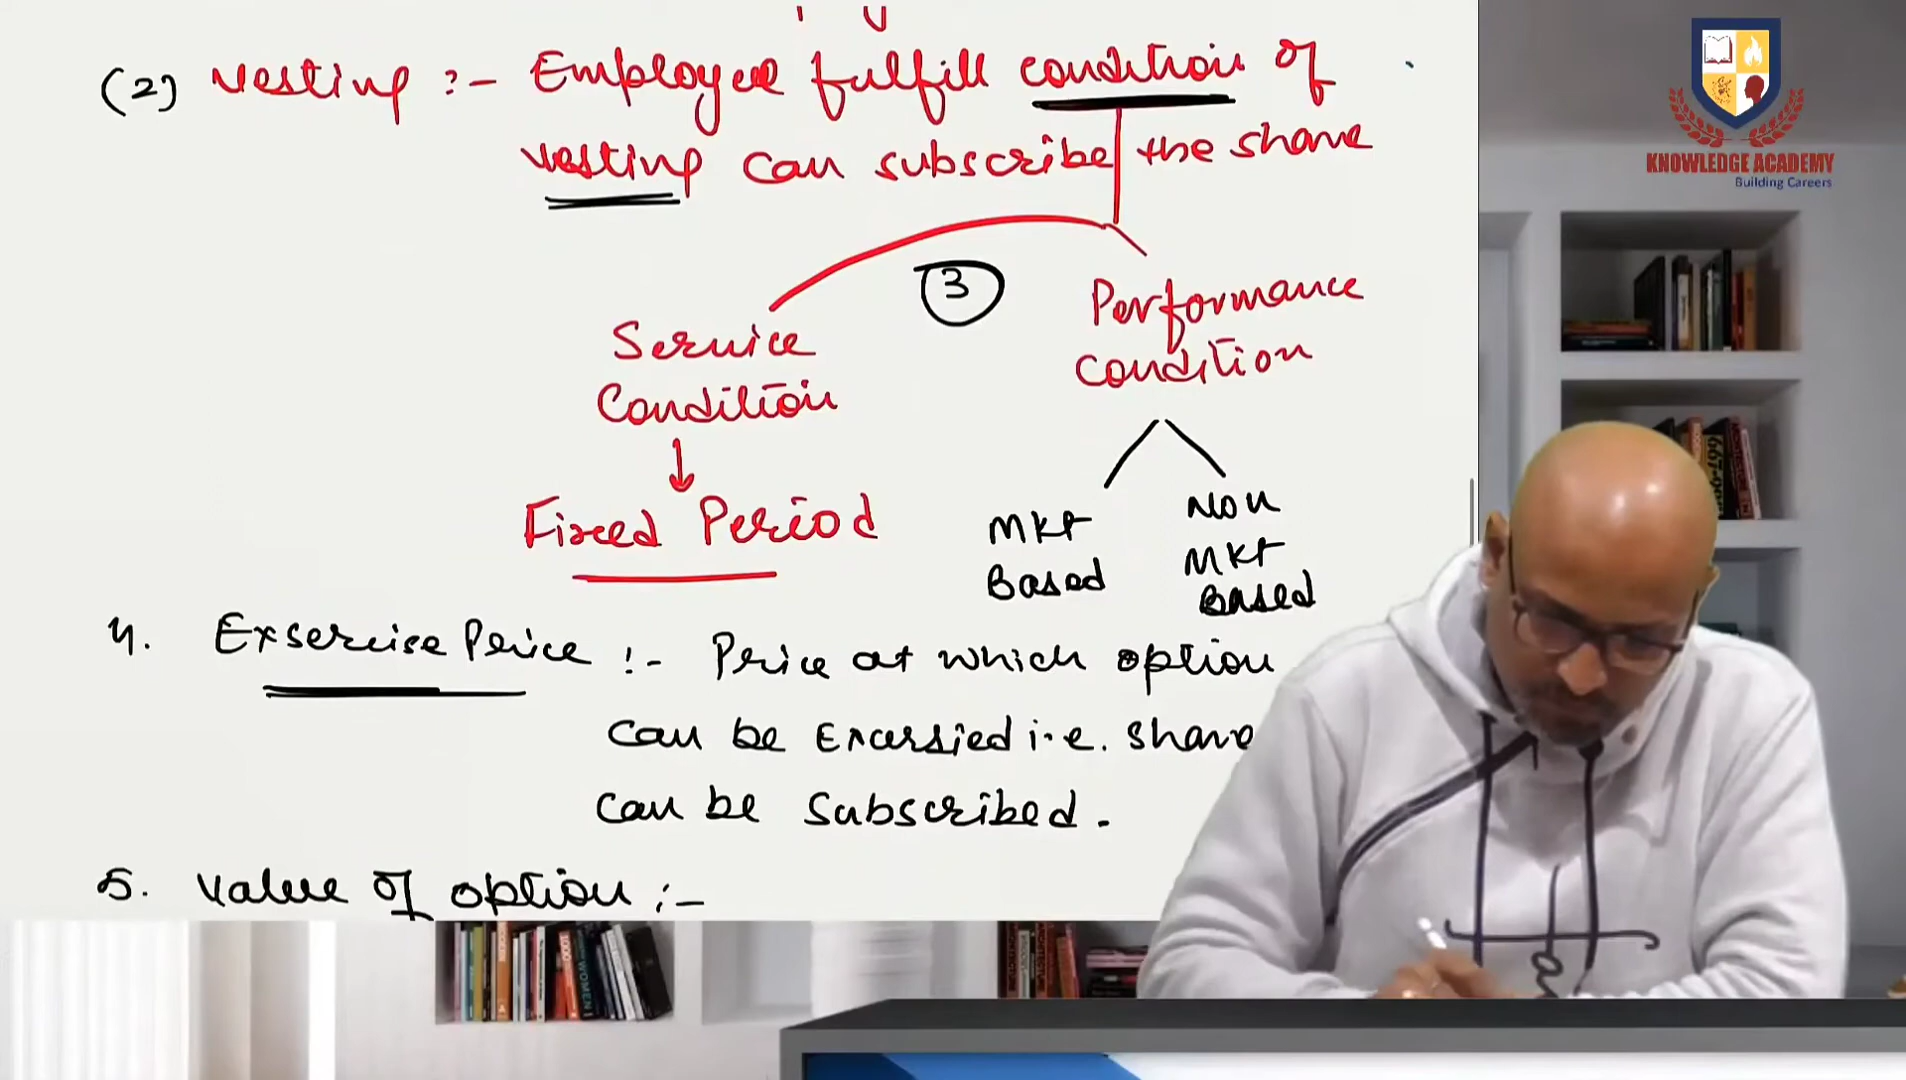 (2) Vesting :- Employee fulfill condition of
vesting can subscribe the share
3
Service
Condition
Fixed Period
Performance
condition
Mkt
Based
Non
Mkt
Based
4. Exsercise Price :- Price at which option
can be Excersied i.e. share
can be subscribed.
5. Value of option :-
KNOWLEDGE ACADEMY
Building Careers